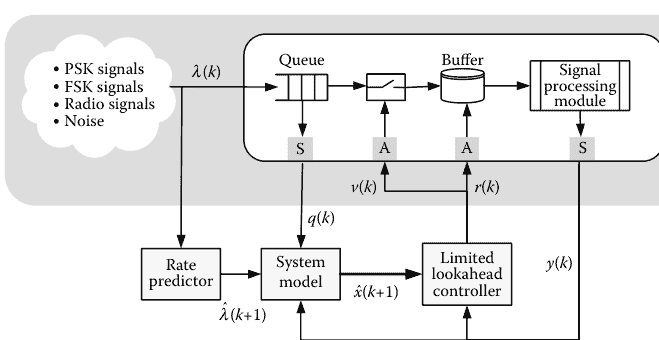 • PSK signals
• FSK signals
• Radio signals
• Noise
λ(k)
Queue
Buffer
Signal
processing
module
S
A
A
S
ν(k)
r(k)
q(k)
y(k)
Rate
predictor
System
model
Limited
lookahead
controller
λ̂(k+1)
x̂(k+1)